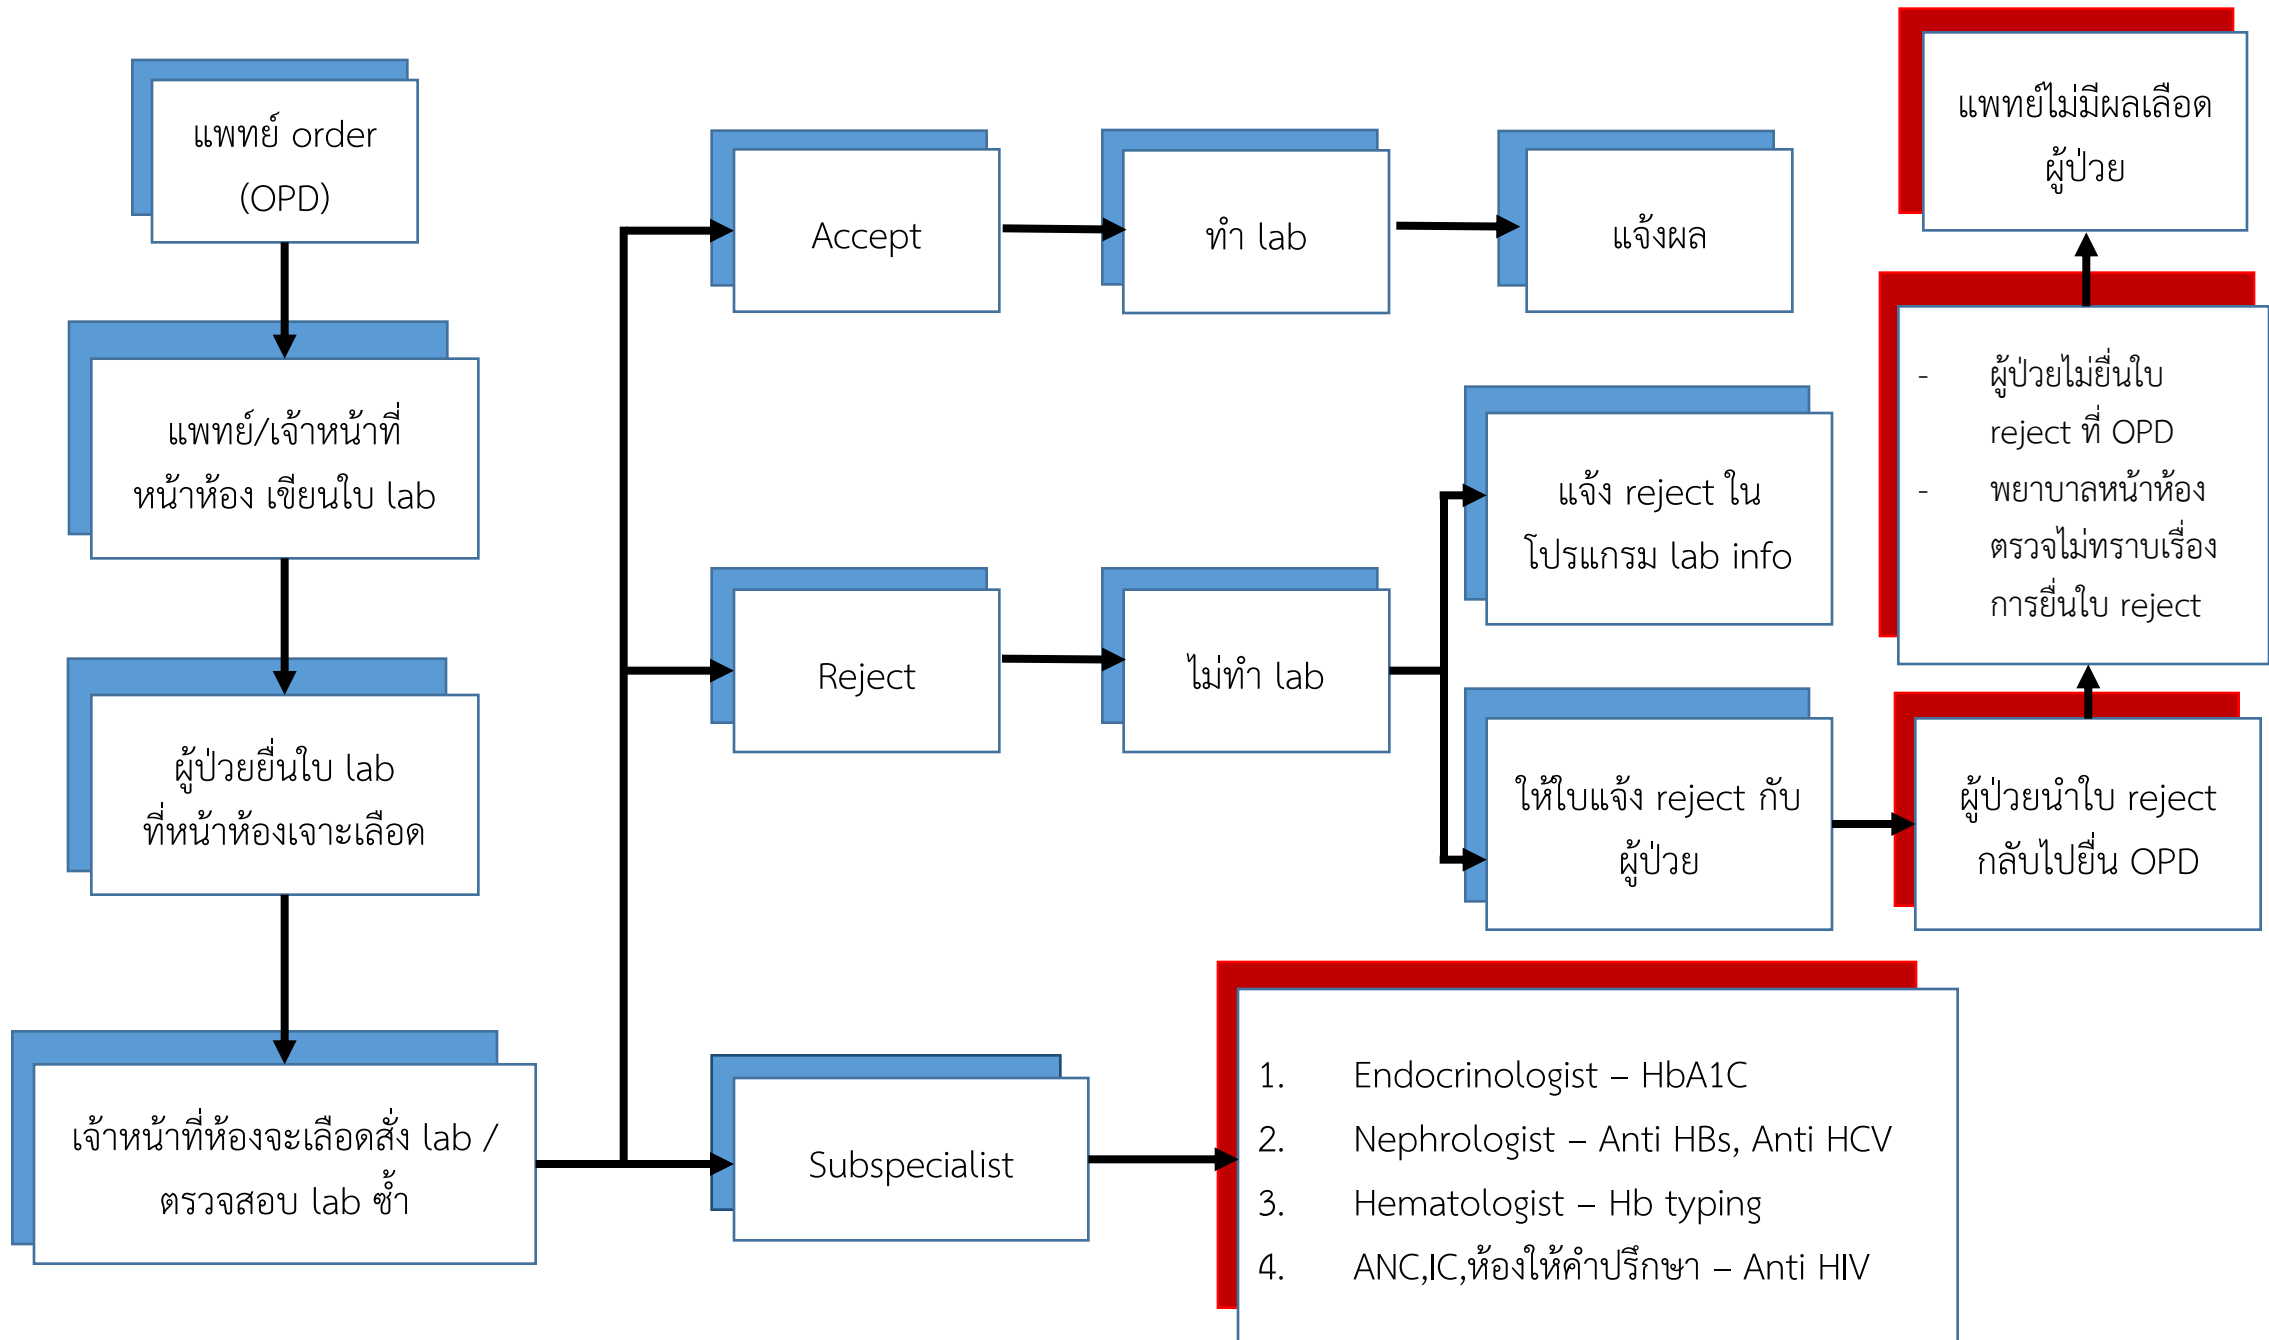 แพทย์ order
(OPD)
แพทย์/เจ้าหน้าที่
หน้าห้อง เขียนใบ lab
ผู้ป่วยยื่นใบ lab
ที่หน้าห้องเจาะเลือด
เจ้าหน้าที่ห้องจะเลือดสั่ง lab /
ตรวจสอบ lab ซ้ำ
Accept
ทำ lab
แจ้งผล
Reject
ไม่ทำ lab
แจ้ง reject ใน
โปรแกรม lab info
ให้ใบแจ้ง reject กับ
ผู้ป่วย
ผู้ป่วยนำใบ reject
กลับไปยื่น OPD
- ผู้ป่วยไม่ยื่นใบ
reject ที่ OPD
- พยาบาลหน้าห้อง
ตรวจไม่ทราบเรื่อง
การยื่นใบ reject
แพทย์ไม่มีผลเลือด
ผู้ป่วย
Subspecialist
1. Endocrinologist – HbA1C
2. Nephrologist – Anti HBs, Anti HCV
3. Hematologist – Hb typing
4. ANC,IC,ห้องให้คำปรึกษา – Anti HIV